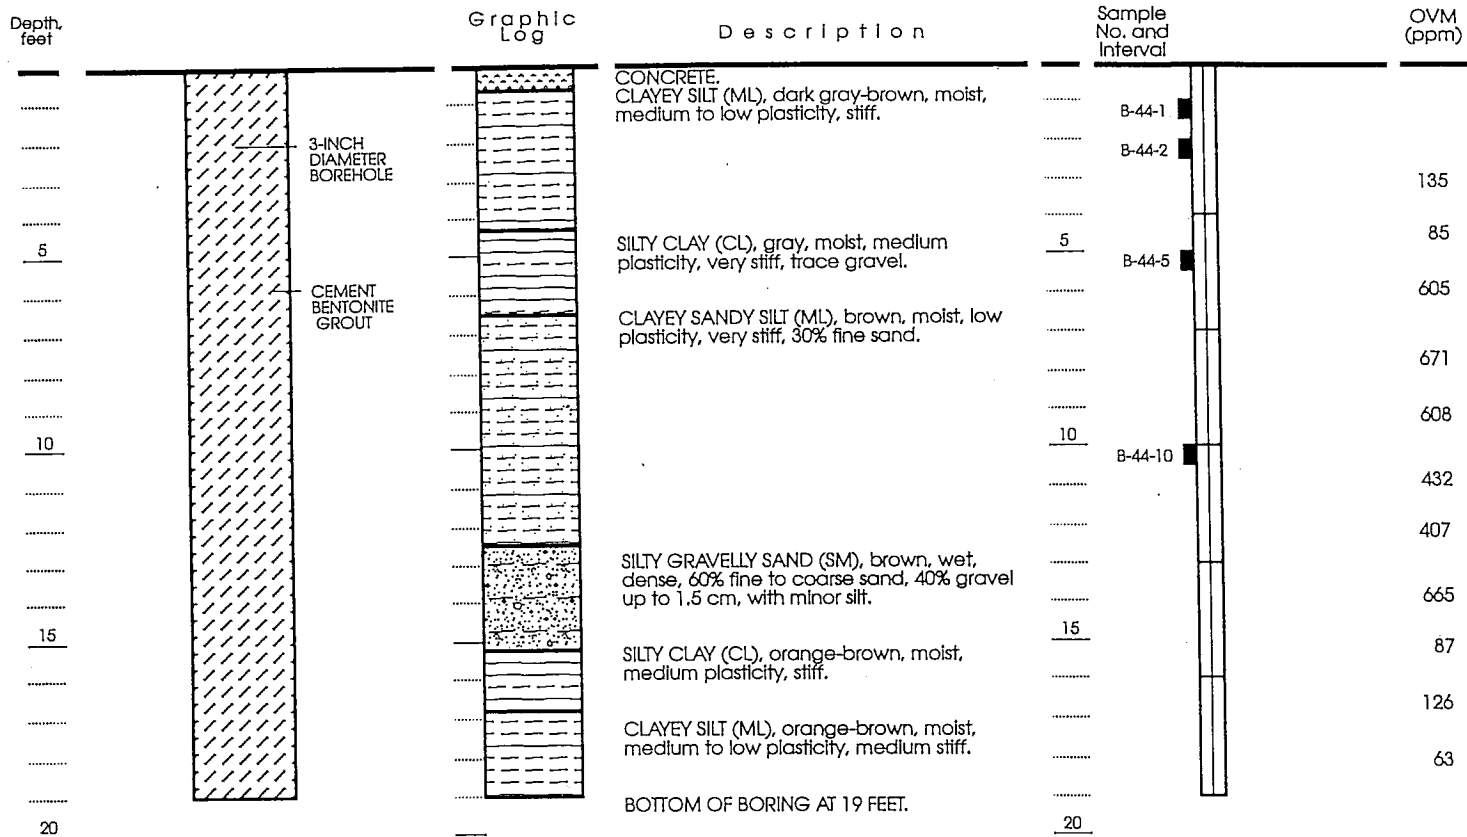 Depth,
feet
Graphic
Log
Description
Sample
No. and
Interval
OVM
(ppm)
CONCRETE.
CLAYEY SILT (ML), dark gray-brown, moist,
medium to low plasticity, stiff.
B-44-1
3-INCH
DIAMETER
BOREHOLE
B-44-2
135
85
5
SILTY CLAY (CL), gray, moist, medium
plasticity, very stiff, trace gravel.
5
B-44-5
605
CEMENT
BENTONITE
GROUT
CLAYEY SANDY SILT (ML), brown, moist, low
plasticity, very stiff, 30% fine sand.
671
608
10
10
B-44-10
432
407
SILTY GRAVELLY SAND (SM), brown, wet,
dense, 60% fine to coarse sand, 40% gravel
up to 1.5 cm, with minor silt.
665
15
15
87
SILTY CLAY (CL), orange-brown, moist,
medium plasticity, stiff.
126
CLAYEY SILT (ML), orange-brown, moist,
medium to low plasticity, medium stiff.
63
BOTTOM OF BORING AT 19 FEET.
20
20